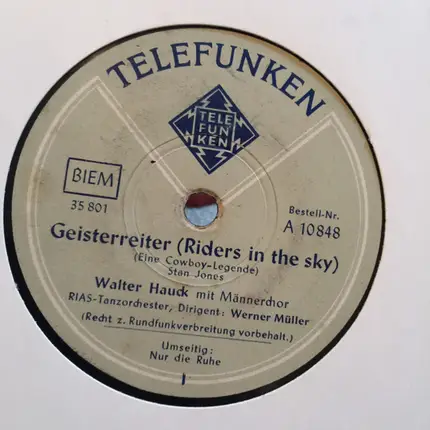 TELEFUNKEN
TELE
FUN
KEN
BIEM
35 801
Bestell-Nr.
A 10848
Geisterreiter (Riders in the sky)
(Eine Cowboy-Legende)
Stan Jones
Walter Hauck mit Männerchor
RIAS-Tanzorchester, Dirigent: Werner Müller
(Recht z. Rundfunkverbreitung vorbehalt.)
Umseitig:
Nur die Ruhe
I